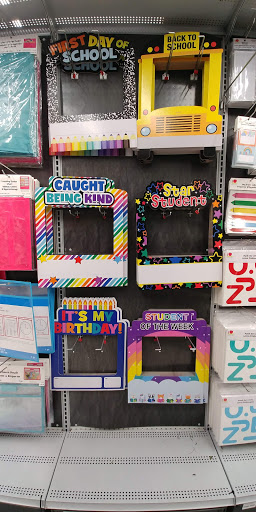 FIRST DAY OF
SCHOOL
BACK TO
SCHOOL
CAUGHT
BEING KIND
Star
Student
IT'S MY
BIRTHDAY!
STUDENT
OF THE WEEK